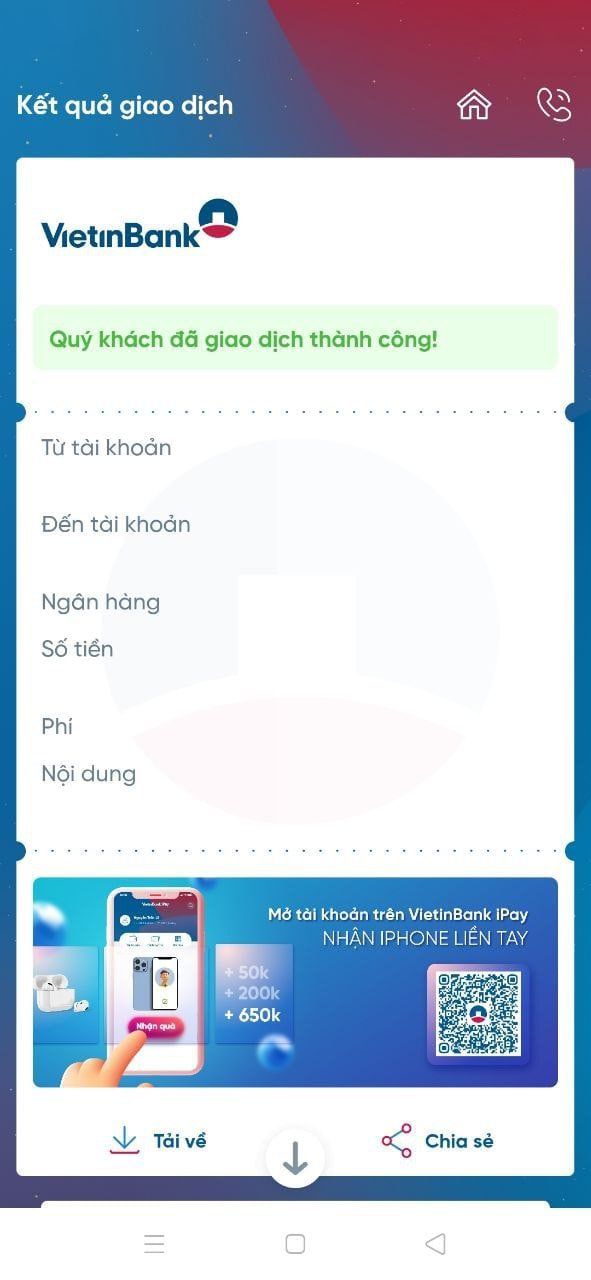 Kết quả giao dịch
VietinBank
Quý khách đã giao dịch thành công!
Từ tài khoản
Đến tài khoản
Ngân hàng
Số tiền
Phí
Nội dung
Mở tài khoản trên VietinBank iPay
NHẬN IPHONE LIỀN TAY
+ 50k
+ 200k
+ 650k
Nhận quà
Tải về
Chia sẻ